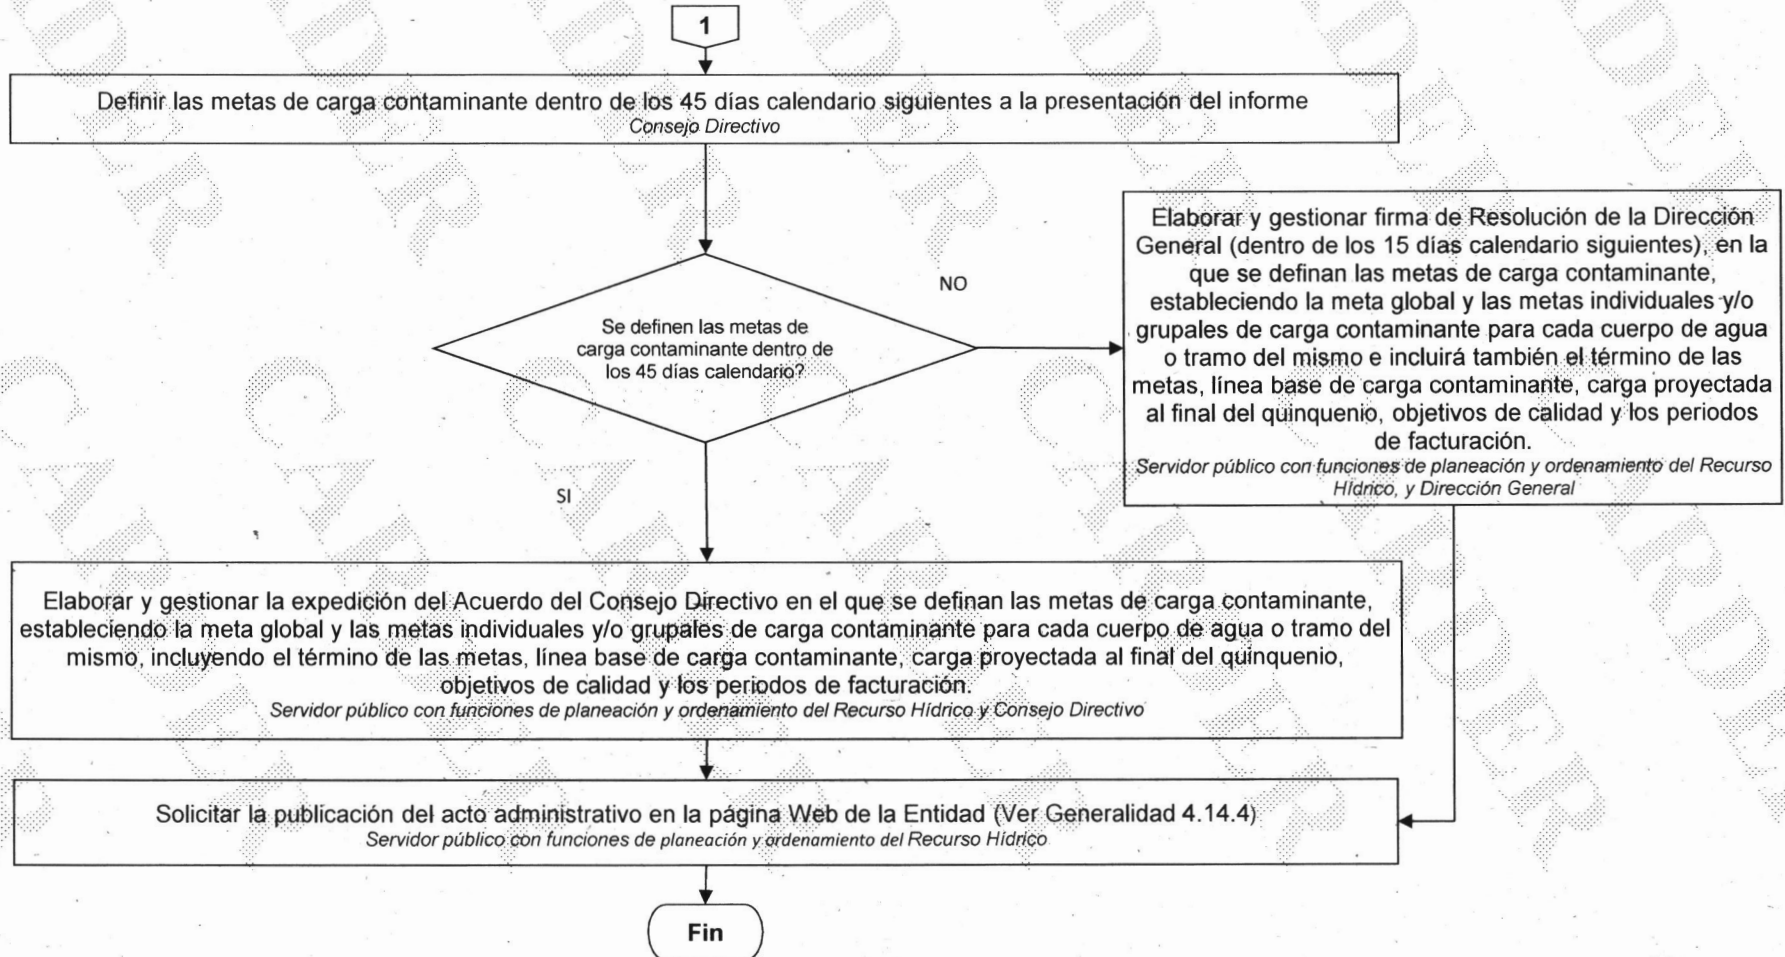 1
Definir las metas de carga contaminante dentro de los 45 días calendario siguientes a la presentación del informe
Consejo Directivo
Se definen las metas de
carga contaminante dentro de
los 45 días calendario?
NO
Elaborar y gestionar firma de Resolución de la Dirección
General (dentro de los 15 días calendario siguientes), en la
que se definan las metas de carga contaminante,
estableciendo la meta global y las metas individuales y/o
grupales de carga contaminante para cada cuerpo de agua
o tramo del mismo e incluirá también el término de las
metas, línea base de carga contaminante, carga proyectada
al final del quinquenio, objetivos de calidad y los periodos
de facturación.
Servidor público con funciones de planeación y ordenamiento del Recurso
Hídrico, y Dirección General
SI
Elaborar y gestionar la expedición del Acuerdo del Consejo Directivo en el que se definan las metas de carga contaminante,
estableciendo la meta global y las metas individuales y/o grupales de carga contaminante para cada cuerpo de agua o tramo del
mismo, incluyendo el término de las metas, línea base de carga contaminante, carga proyectada al final del quinquenio,
objetivos de calidad y los periodos de facturación.
Servidor público con funciones de planeación y ordenamiento del Recurso Hídrico y Consejo Directivo
Solicitar la publicación del acto administrativo en la página Web de la Entidad (Ver Generalidad 4.14.4)
Servidor público con funciones de planeación y ordenamiento del Recurso Hídrico
Fin
CARDER